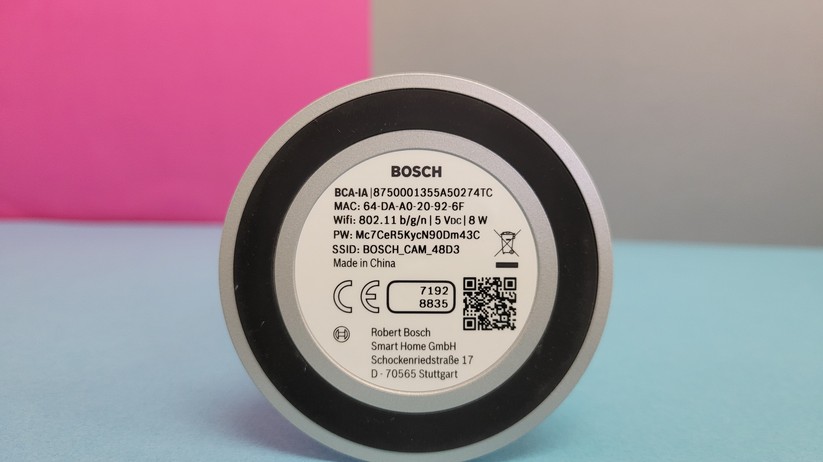 BOSCH
BCA-IA|8750001355A50274TC
MAC: 64-DA-A0-20-92-6F
Wifi: 802.11 b/g/n | 5 VDC | 8 W
PW: Mc7CeR5KycN90Dm43C
SSID: BOSCH_CAM_48D3
Made in China
CE
7192
8835
Robert Bosch
Smart Home GmbH
Schockenriedstraße 17
D - 70565 Stuttgart